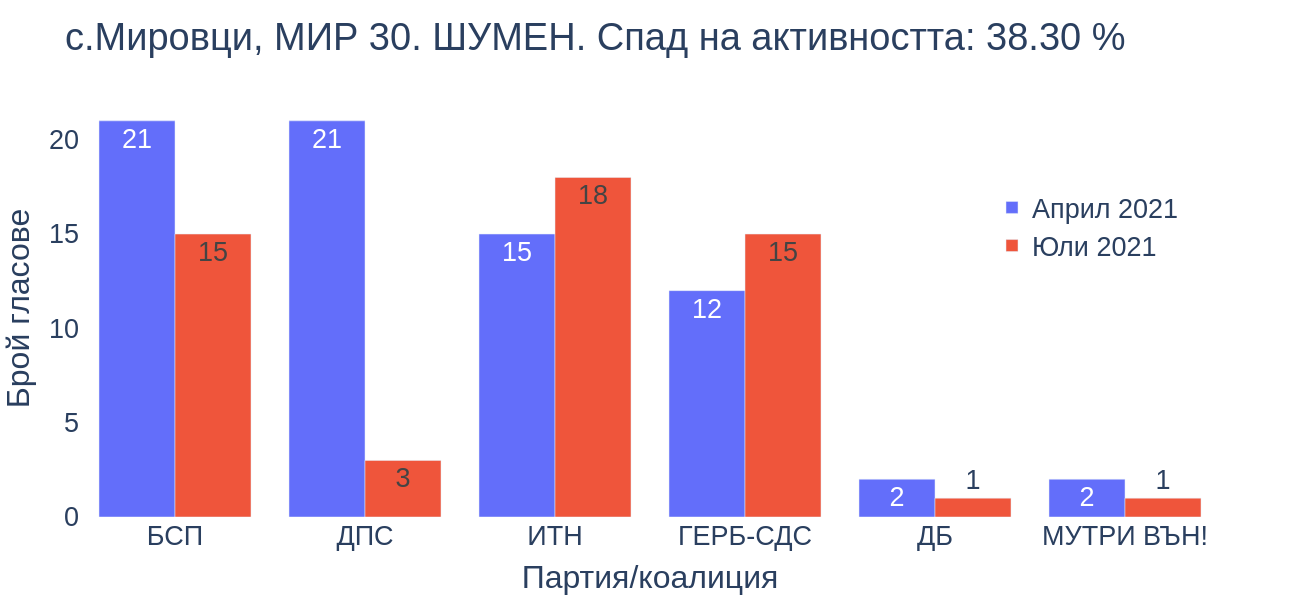 с.Мировци, МИР 30. ШУМЕН. Спад на активността: 38.30 %
Брой гласове
20
15
10
5
0
21
15
21
3
15
18
12
15
2
1
2
1
Април 2021
Юли 2021
БСП
ДПС
ИТН
ГЕРБ-СДС
ДБ
МУТРИ ВЪН!
Партия/коалиция